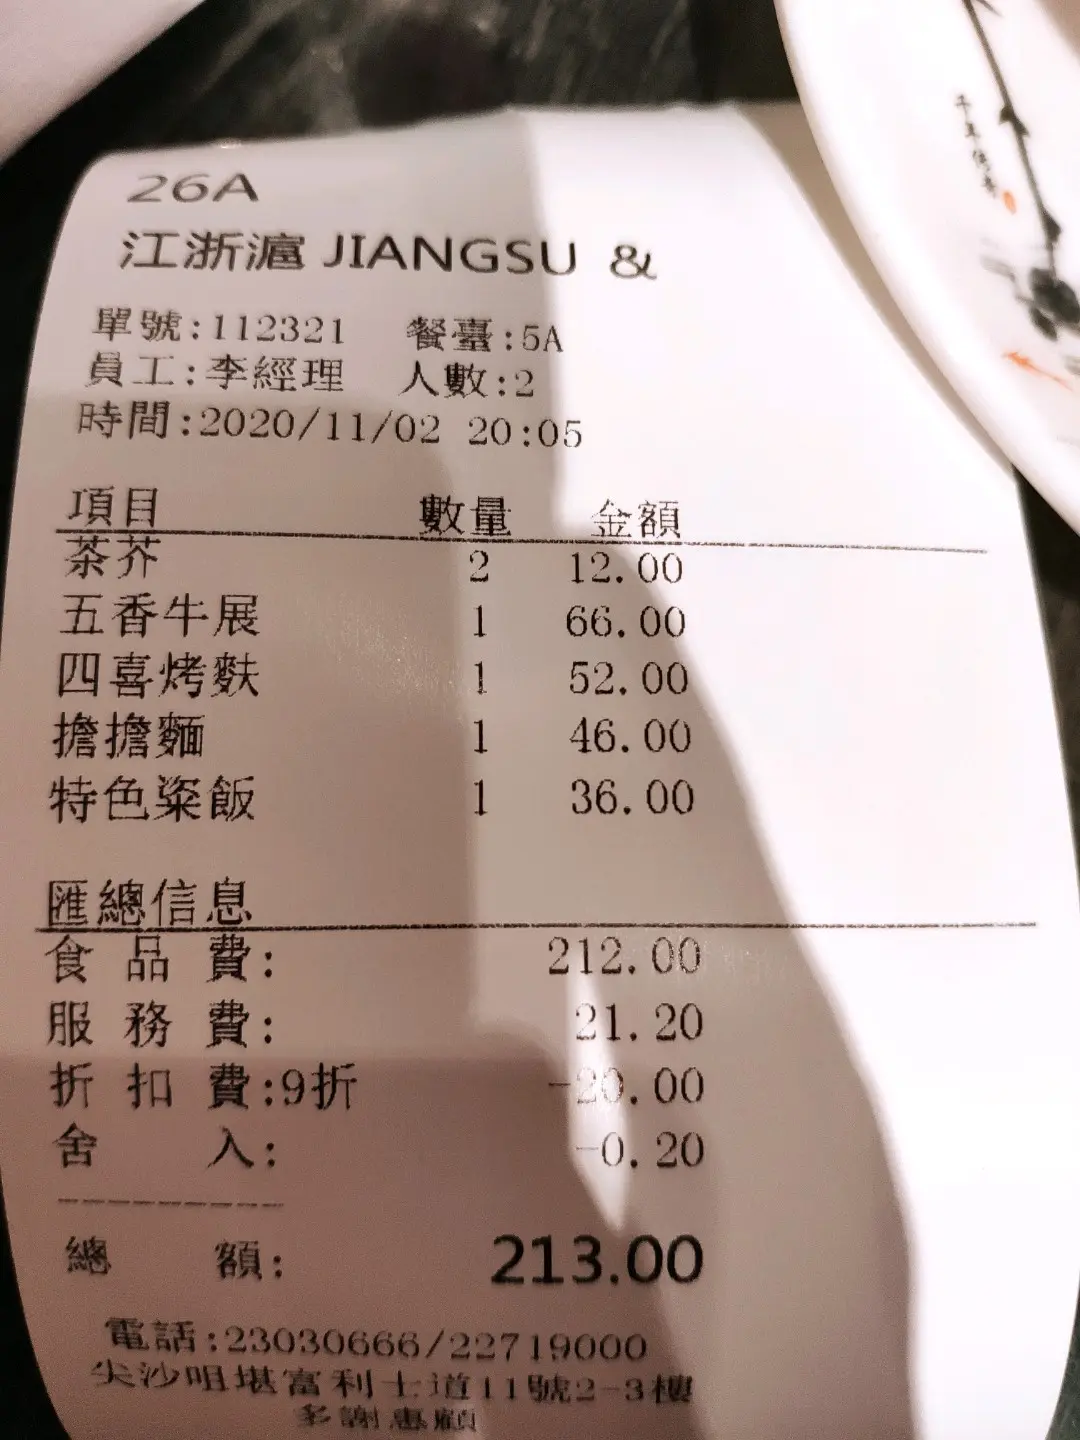 26A
江浙滬 JIANGSU &
單號:112321 餐臺:5A
員工:李經理 人數:2
時間:2020/11/02 20:05
項目 數量 金額
茶芥 2 12.00
五香牛展 1 66.00
四喜烤麩 1 52.00
擔擔麵 1 46.00
特色粢飯 1 36.00
匯總信息
食品費: 212.00
服務費: 21.20
折扣費:9折 -20.00
舍入: -0.20
--------
總額: 213.00
電話:23030666/22719000
尖沙咀堪富利士道11號2-3樓
多謝惠顧